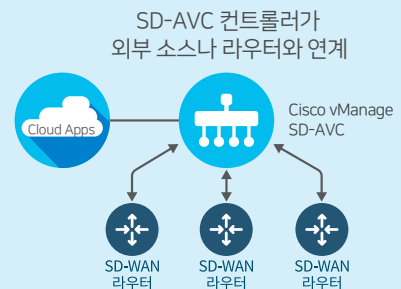 SD-AVC 컨트롤러가
외부 소스나 라우터와 연계
Cloud Apps
Cisco vManage
SD-AVC
SD-WAN
라우터
SD-WAN
라우터
SD-WAN
라우터